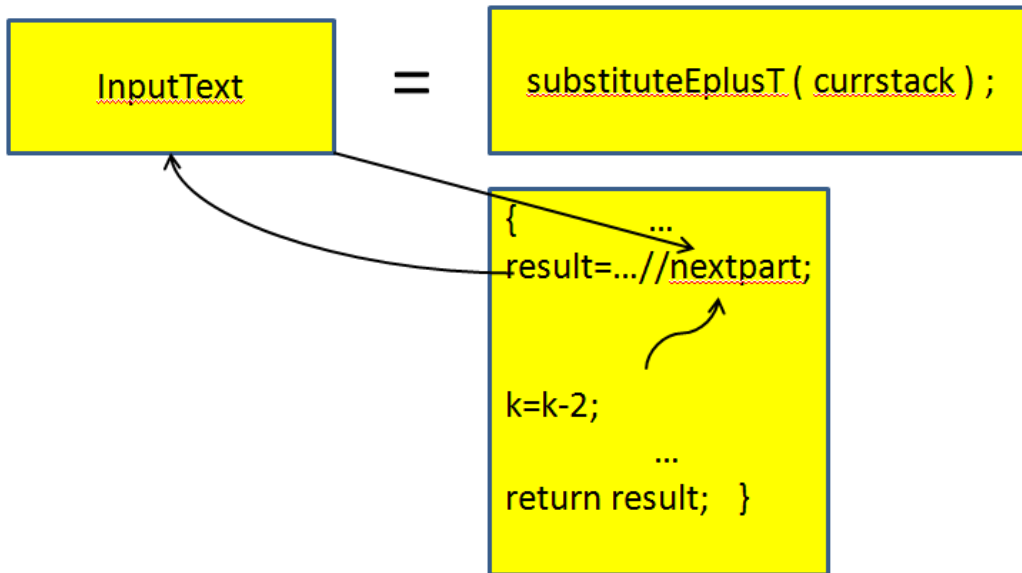 InputText = substituteEplusT ( currstack ) ;
{ ...
result=...//nextpart;
k=k-2;
...
return result; }